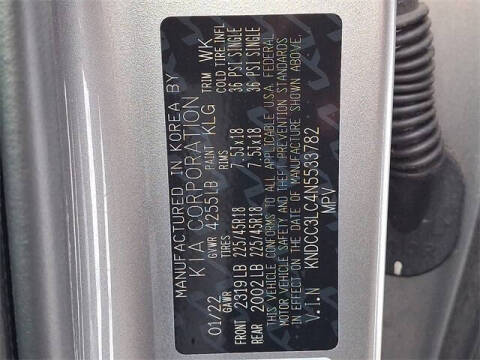 MANUFACTURED IN KOREA BY
KIA CORPORATION
01/22 GVWR 4255LB PAINT KLG TRIM WK
GAWR TIRES RIMS COLD TIRE INFL
FRONT 2319LB 225/45R18 7.5Jx18 36 PSI SINGLE
REAR 2002LB 225/45R18 7.5Jx18 36 PSI SINGLE
THIS VEHICLE CONFORMS TO ALL APPLICABLE USA FEDERAL
MOTOR VEHICLE SAFETY AND THEFT PREVENTION STANDARDS
IN EFFECT ON THE DATE OF MANUFACTURE SHOWN ABOVE.
V.I.N KNDCC3LC4N5593782
MPV